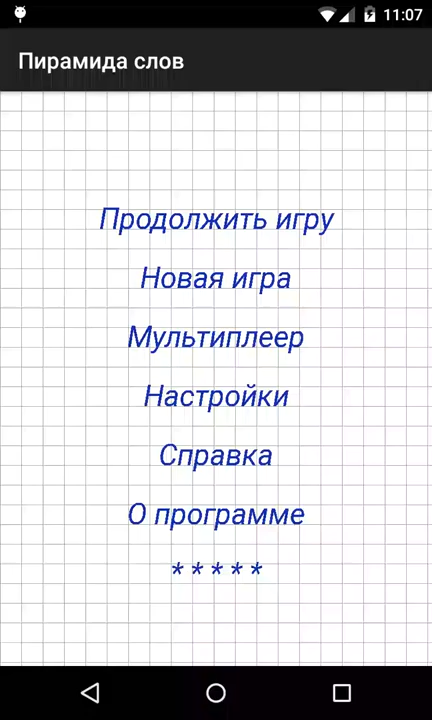 11:07
Пирамида слов
Продолжить игру
Новая игра
Мультиплеер
Настройки
Справка
О программе
* * * * *